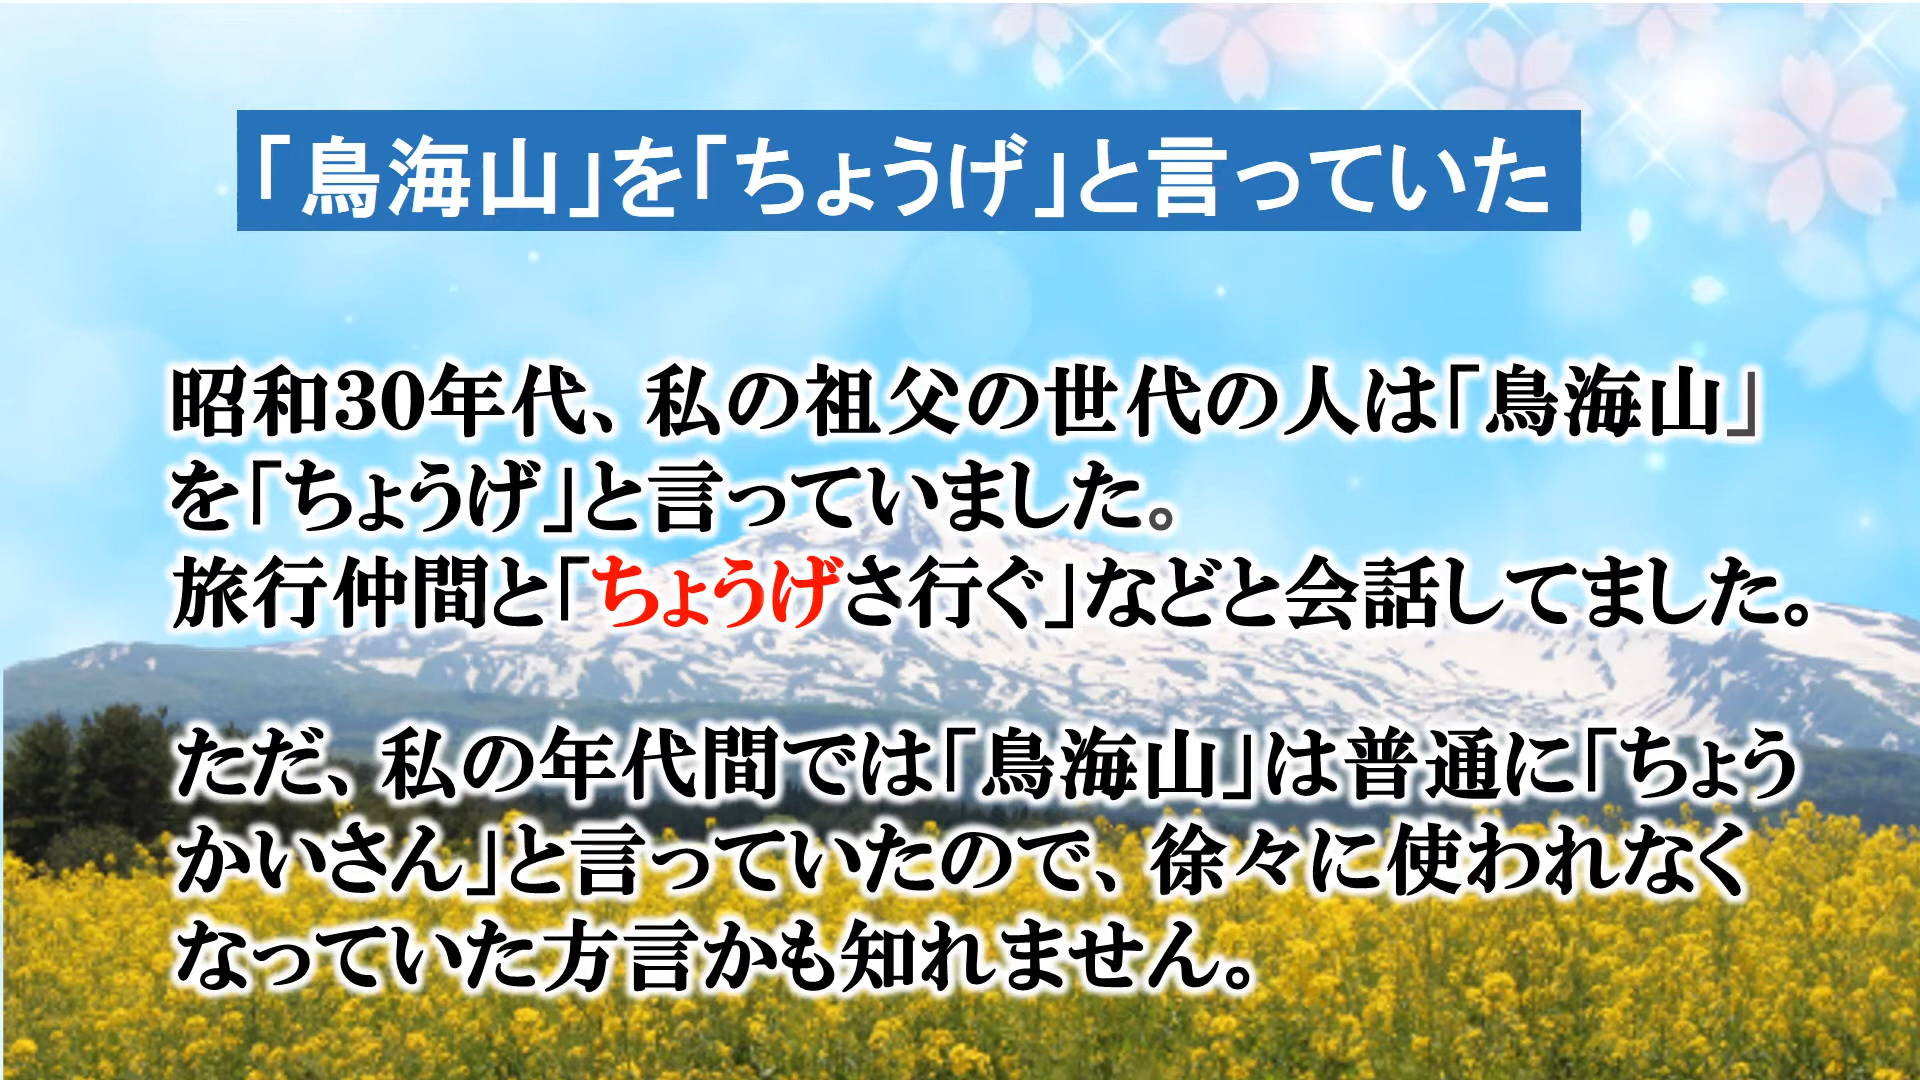 「鳥海山」を「ちょうげ」と言っていた
昭和30年代、私の祖父の世代の人は「鳥海山」
を「ちょうげ」と言っていました。
旅行仲間と「ちょうげさ行ぐ」などと会話してました。
ただ、私の年代間では「鳥海山」は普通に「ちょう
かいさん」と言っていたので、徐々に使われなく
なっていた方言かも知れません。